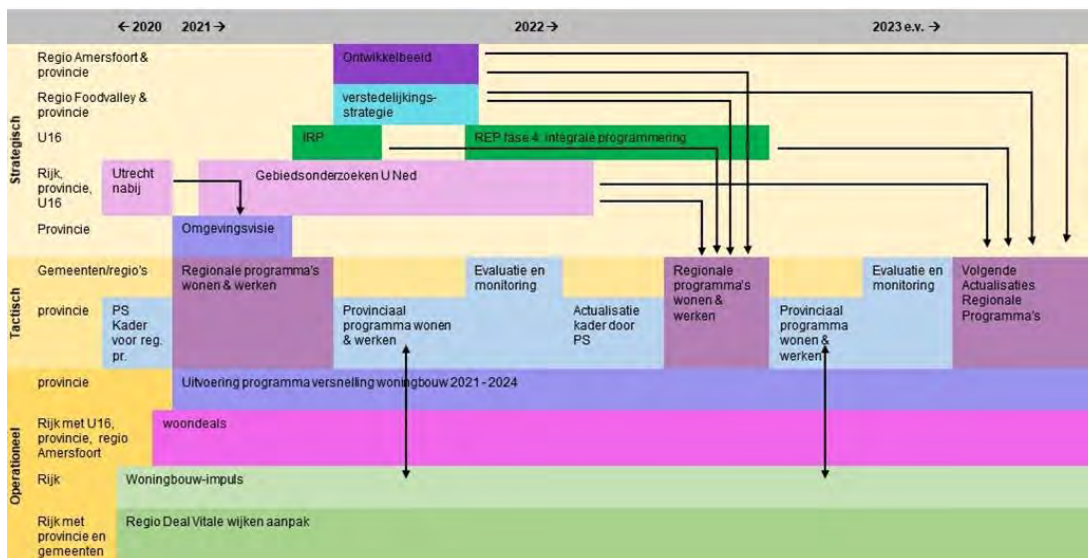 ← 2020 2021 → 2022 → 2023 e.v. →
Strategisch
Regio Amersfoort &
provincie
Ontwikkelbeeld
Regio Foodvalley &
provincie
verstedelijkings-
strategie
U16
IRP
REP fase 4: integrale programmering
Rijk,
provincie,
U16
Utrecht
nabij
Gebiedsonderzoeken U Ned
Provincie
Omgevingsvisie
Tactisch
Gemeenten/regio's
Regionale programma's
wonen & werken
Evaluatie en
monitoring
Regionale
programma's
wonen &
werken
Evaluatie en
monitoring
Volgende
Actualisaties
Regionale
Programma's
provincie
PS
Kader
voor reg.
pr.
Provinciaal
programma wonen
& werken
Actualisatie
kader door
PS
Provinciaal
programma
wonen &
werken
Operationeel
provincie
Uitvoering programma versnelling woningbouw 2021 - 2024
Rijk met U16,
provincie, regio
Amersfoort
woondeals
Rijk
Woningbouw-impuls
Rijk met
provincie en
gemeenten
Regio Deal Vitale wijken aanpak